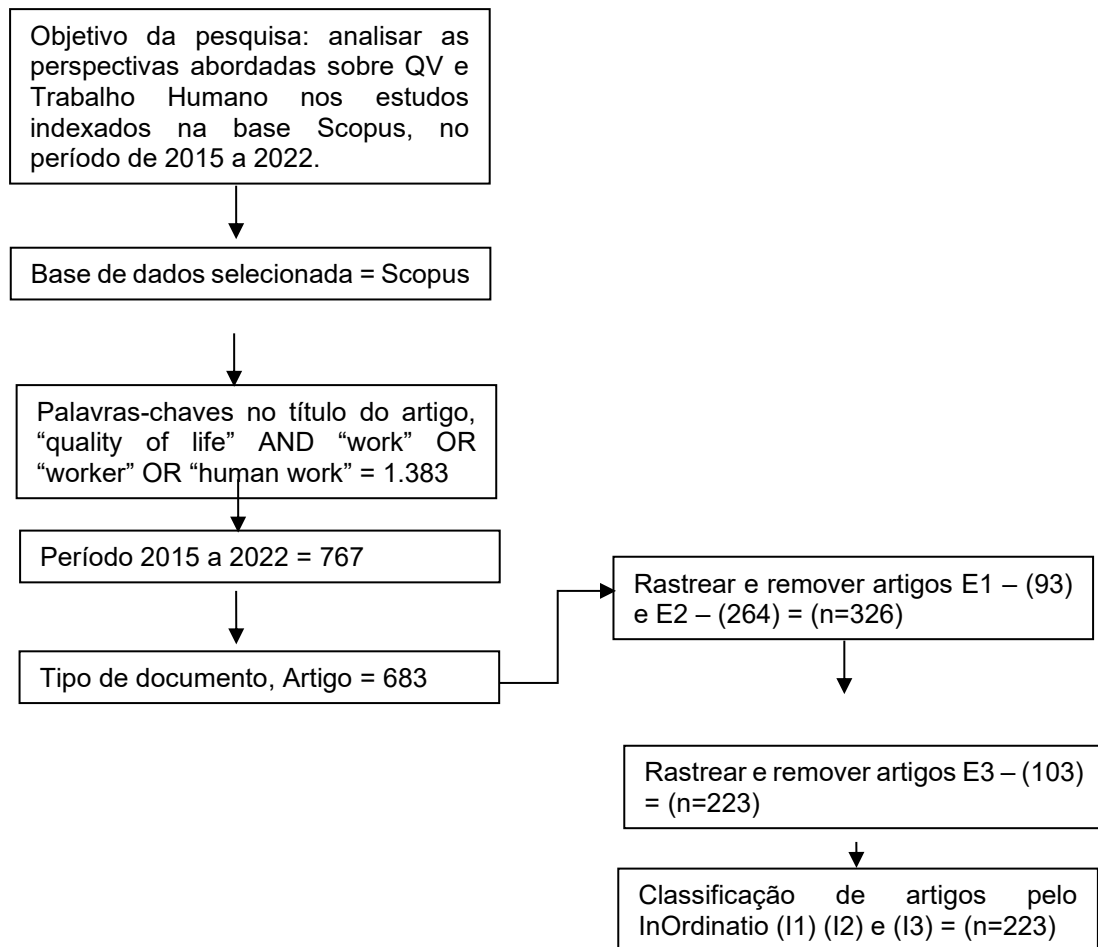 Objetivo da pesquisa: analisar as
perspectivas abordadas sobre QV e
Trabalho Humano nos estudos
indexados na base Scopus, no
período de 2015 a 2022.
Base de dados selecionada = Scopus
Palavras-chaves no título do artigo,
“quality of life” AND “work” OR
“worker” OR “human work” = 1.383
Período 2015 a 2022 = 767
Tipo de documento, Artigo = 683
Rastrear e remover artigos E1 – (93)
e E2 – (264) = (n=326)
Rastrear e remover artigos E3 – (103)
= (n=223)
Classificação de artigos pelo
InOrdinatio (I1) (I2) e (I3) = (n=223)